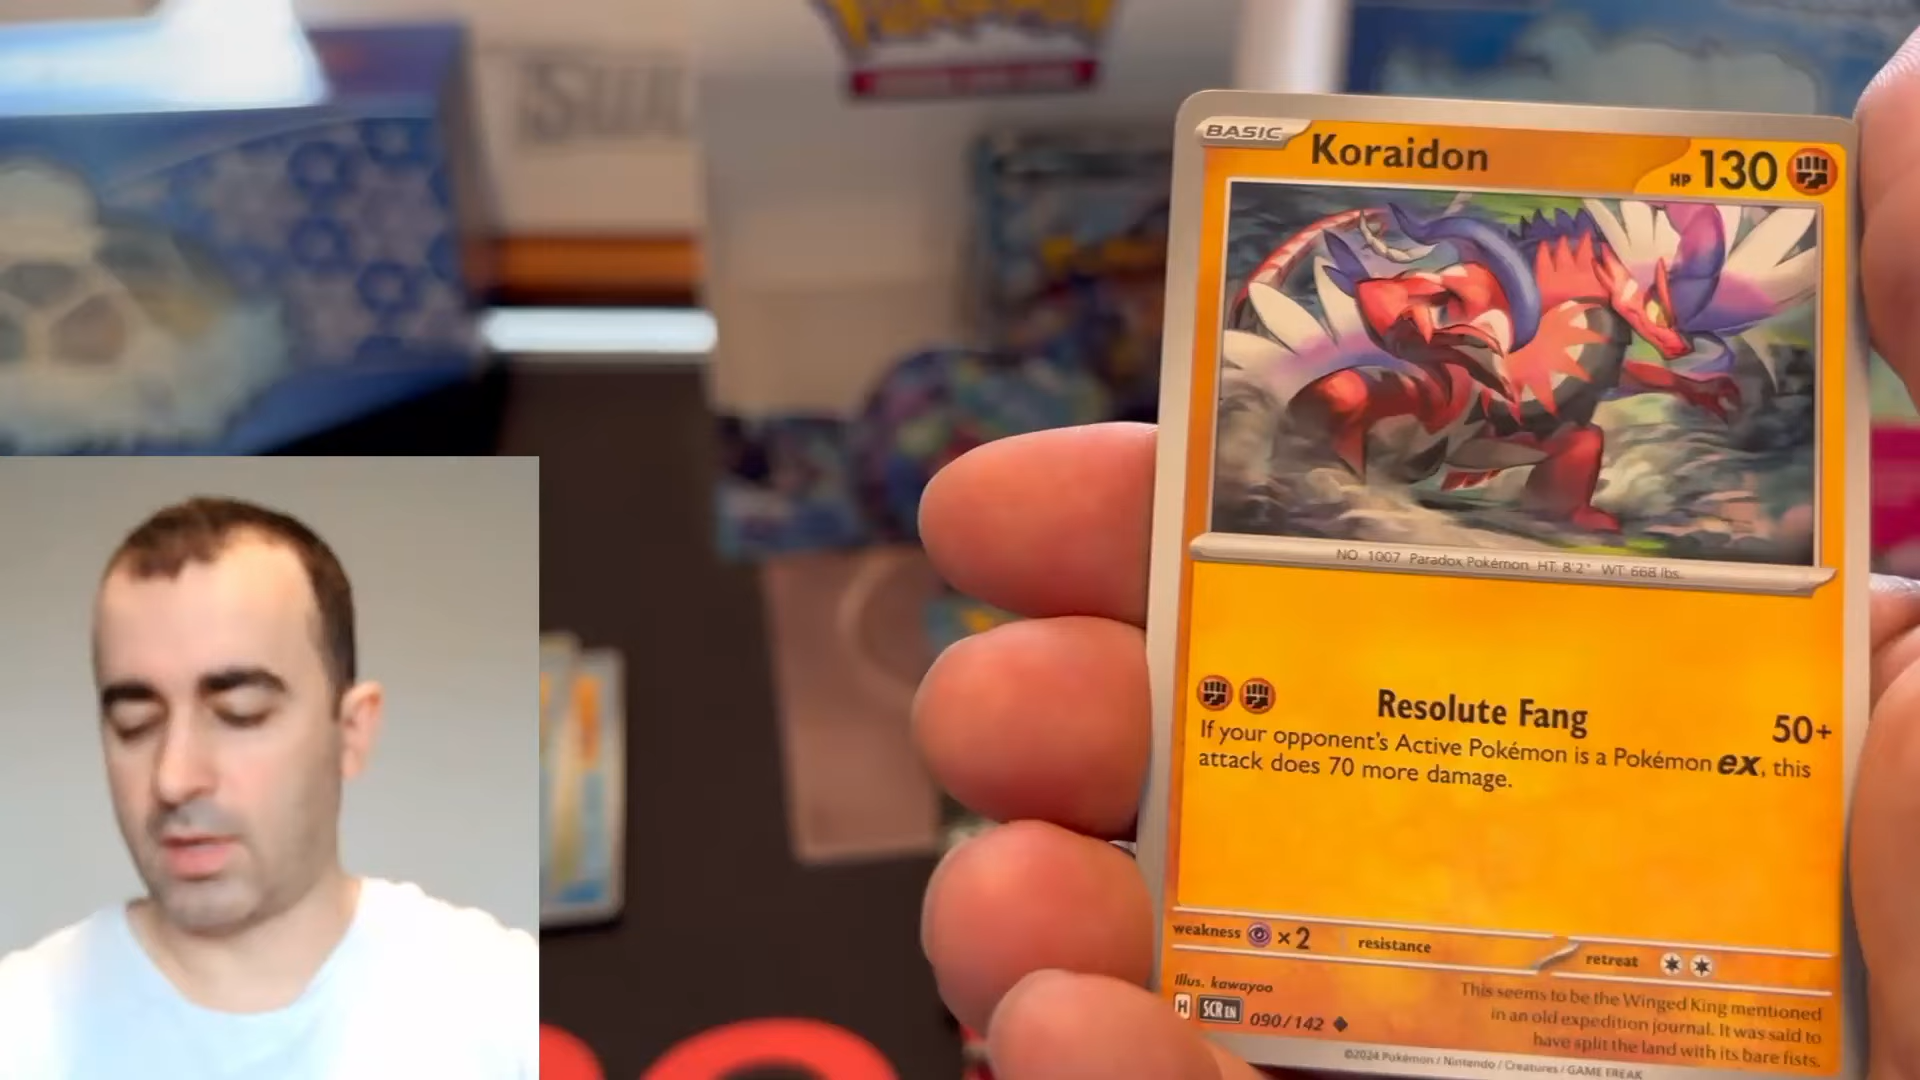 Pokémon
BASIC
Koraidon
HP 130
NO. 1007 Paradox Pokémon HT: 8'2" WT: 668 lbs.
Resolute Fang
50+
If your opponent's Active Pokémon is a Pokémon ex, this
attack does 70 more damage.
weakness ×2
resistance
retreat
Illus. kawayoo
H SCR EN 090/142
This seems to be the Winged King mentioned
in an old expedition journal. It was said to
have split the land with its bare fists.
©2024 Pokémon / Nintendo / Creatures / GAME FREAK